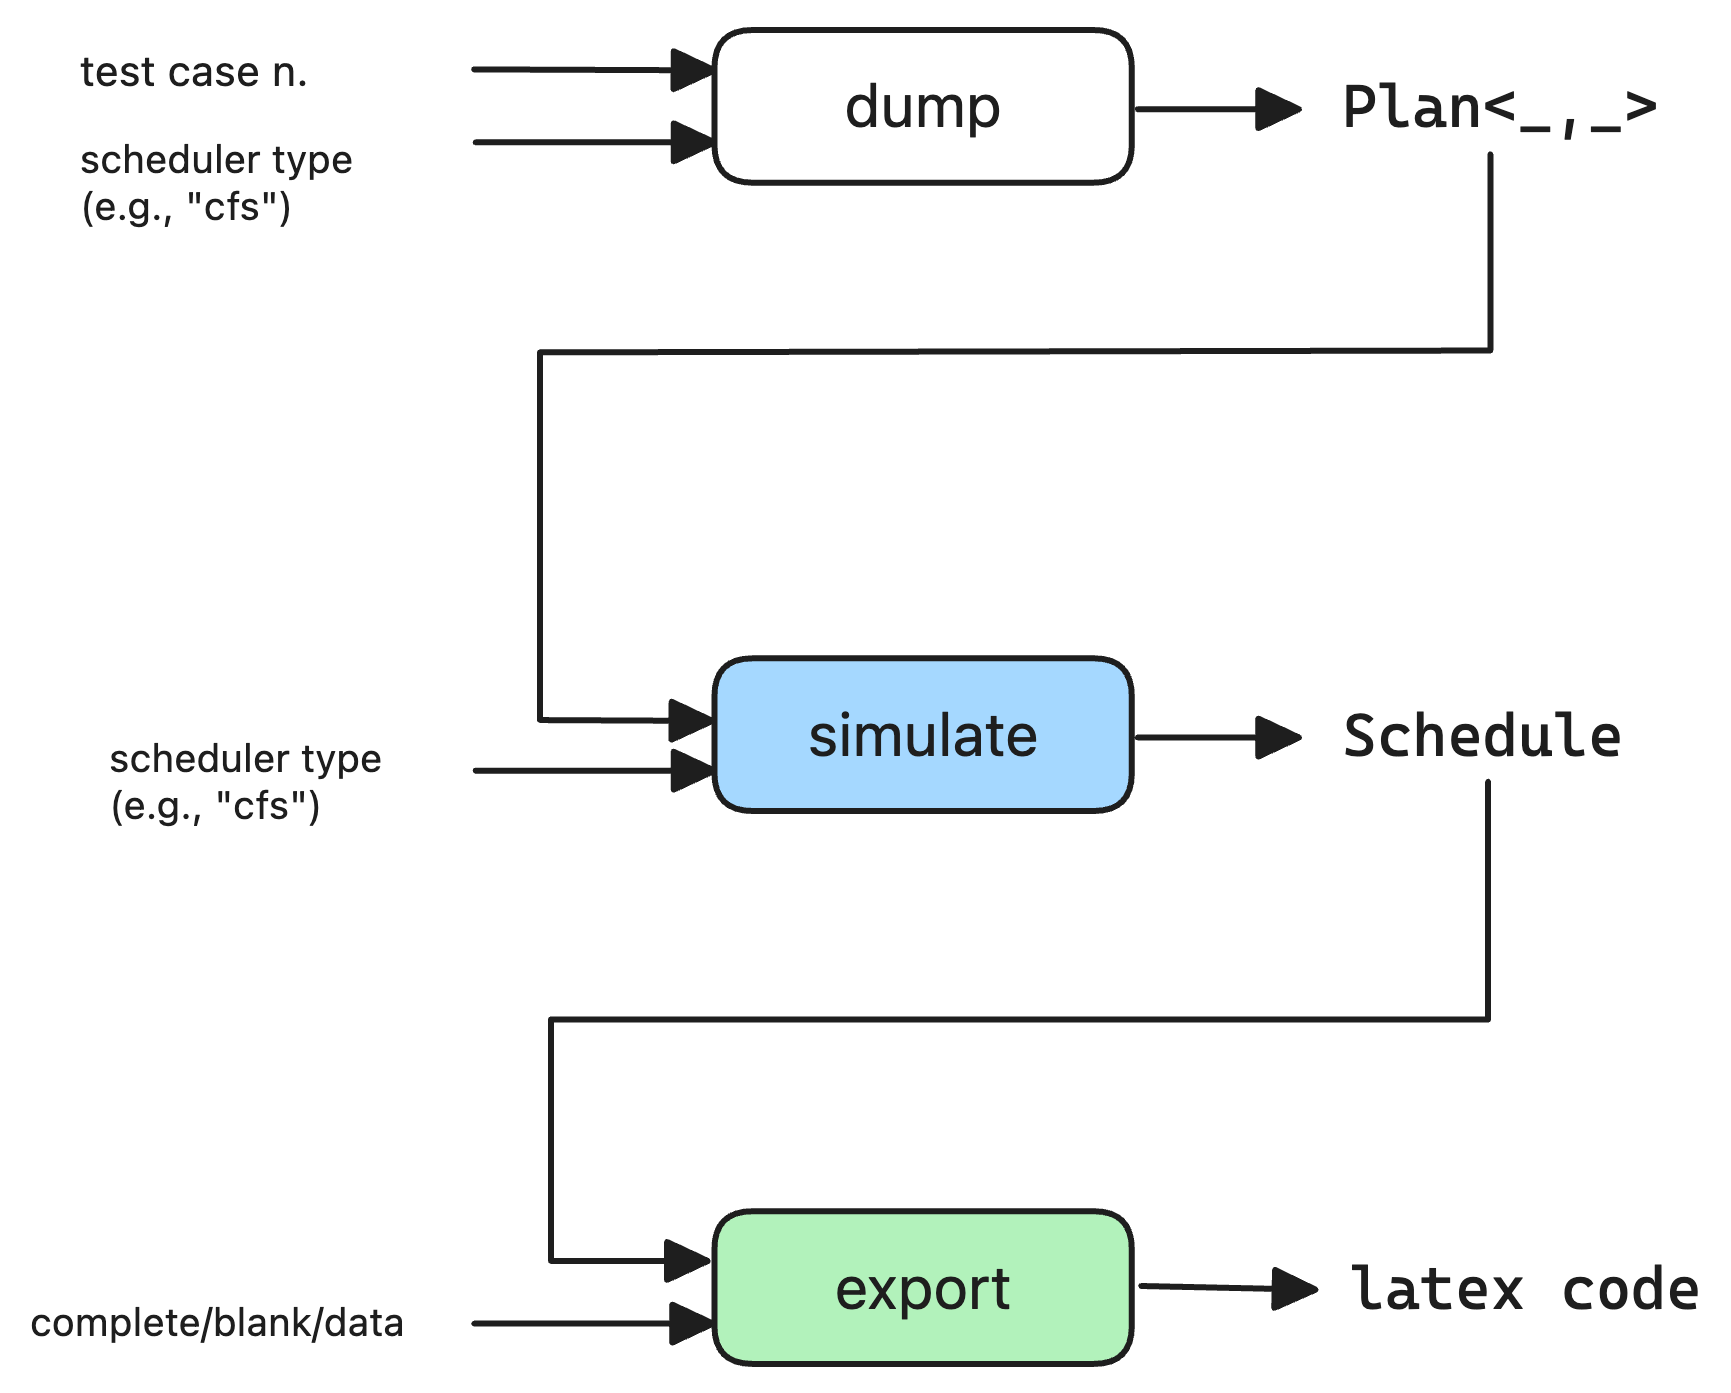 test case n.
dump
Plan<_,_>
scheduler type
(e.g., "cfs")
simulate
Schedule
scheduler type
(e.g., "cfs")
export
latex code
complete/blank/data